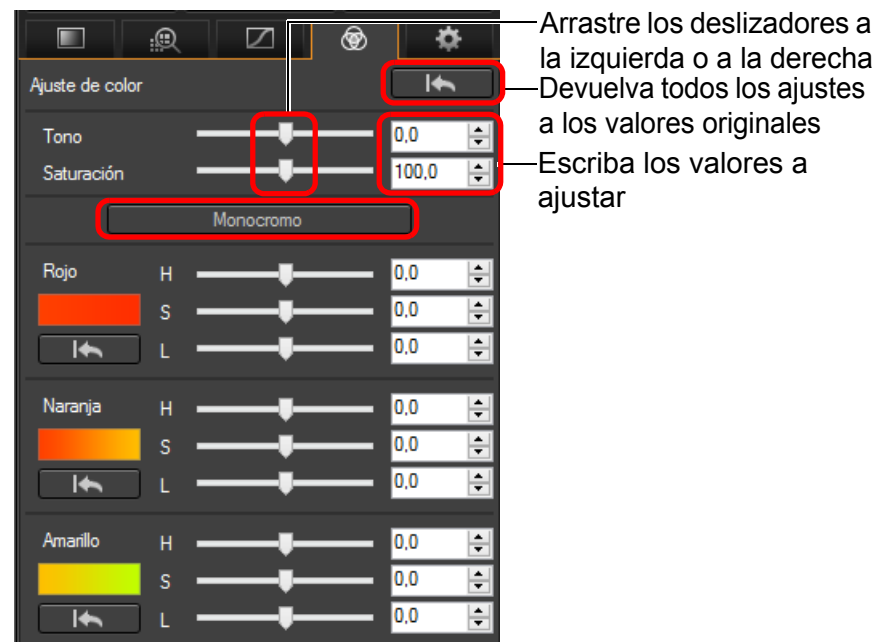 Arrastre los deslizadores a
la izquierda o a la derecha
Ajuste de color
Devuelva todos los ajustes
a los valores originales
Tono 0,0
Saturación 100,0
Escriba los valores a
ajustar
Monocromo
Rojo H 0,0
S 0,0
L 0,0
Naranja H 0,0
S 0,0
L 0,0
Amarillo H 0,0
S 0,0
L 0,0